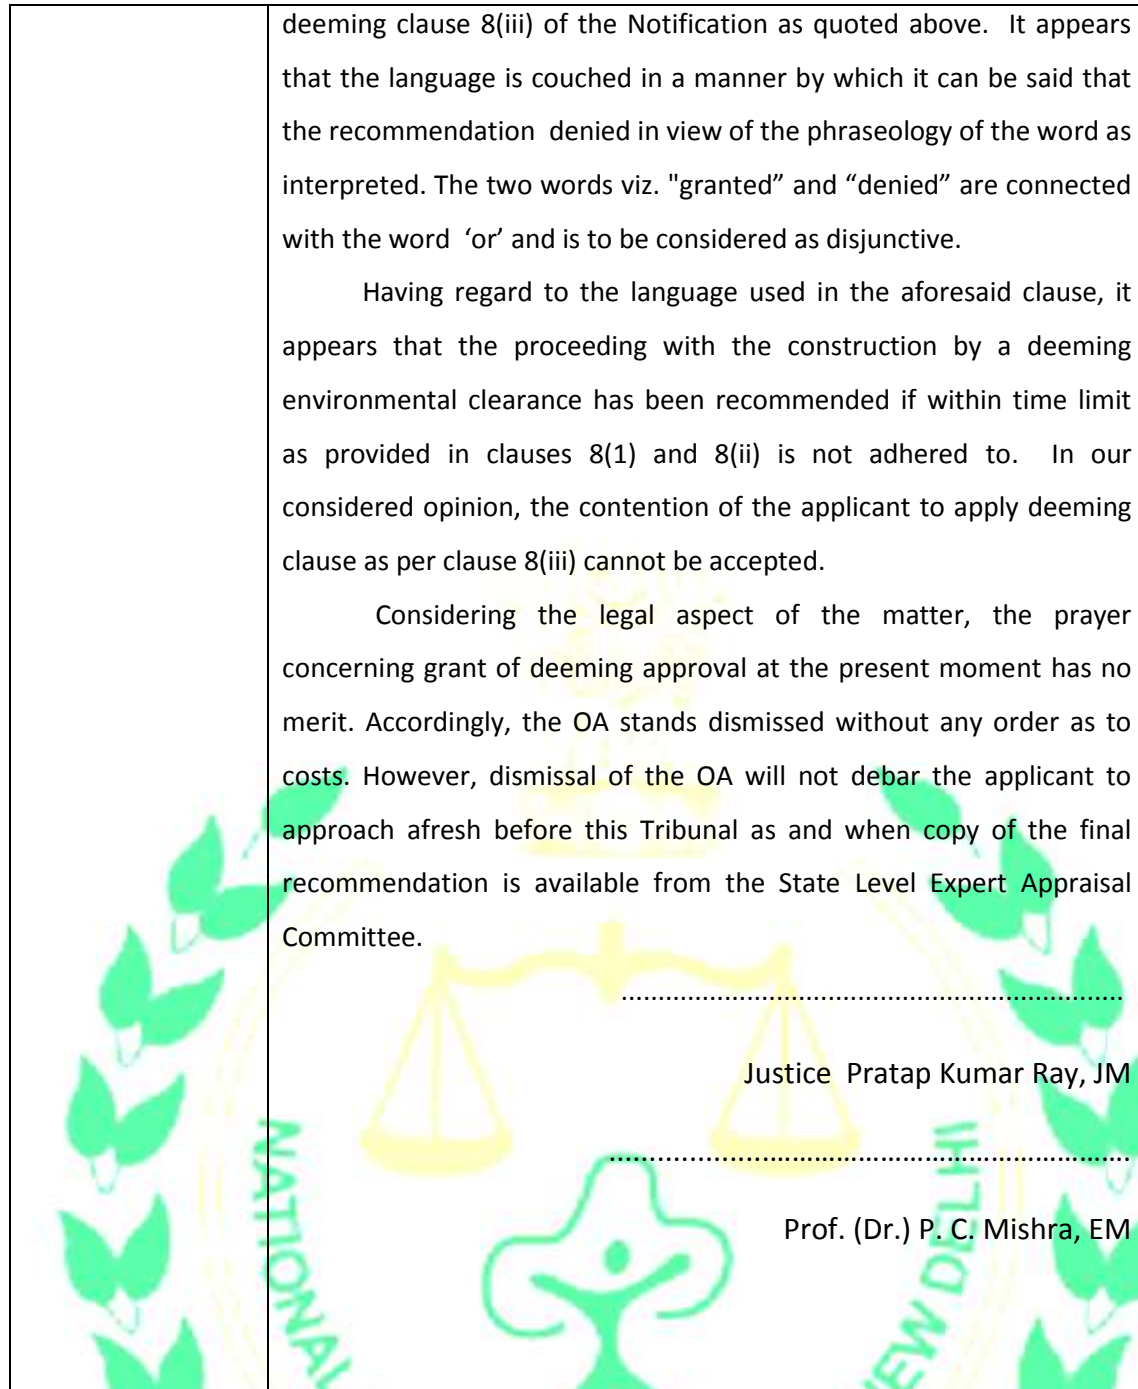 deeming clause 8(iii) of the Notification as quoted above.  It appears
that the language is couched in a manner by which it can be said that
the recommendation  denied in view of the phraseology of the word as
interpreted. The two words viz. "granted” and “denied” are connected
with the word  ‘or’ and is to be considered as disjunctive.
Having regard to the language used in the aforesaid clause, it
appears that the proceeding with the construction by a deeming
environmental clearance has been recommended if within time limit
as provided in clauses 8(1) and 8(ii) is not adhered to.  In our
considered opinion, the contention of the applicant to apply deeming
clause as per clause 8(iii) cannot be accepted.
Considering the legal aspect of the matter, the prayer
concerning grant of deeming approval at the present moment has no
merit. Accordingly, the OA stands dismissed without any order as to
costs. However, dismissal of the OA will not debar the applicant to
approach afresh before this Tribunal as and when copy of the final
recommendation is available from the State Level Expert Appraisal
Committee.
.....................................................................
Justice  Pratap Kumar Ray, JM
.....................................................................
Prof. (Dr.) P. C. Mishra, EM
NATIONAL
NEW DELHI